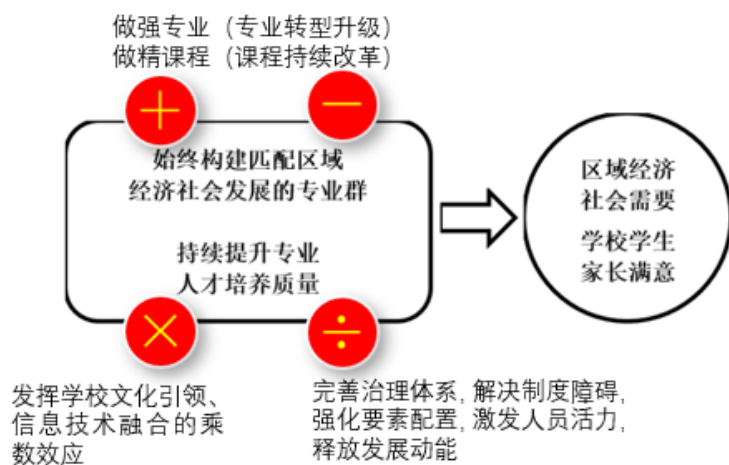 做强专业（专业转型升级）
做精课程（课程持续改革）
+
−
始终构建匹配区域
经济社会发展的专业群
持续提升专业
人才培养质量
区域经济
社会需要
学校学生
家长满意
×
÷
发挥学校文化引领、
信息技术融合的乘
数效应
完善治理体系, 解决制度障碍,
强化要素配置, 激发人员活力,
释放发展动能